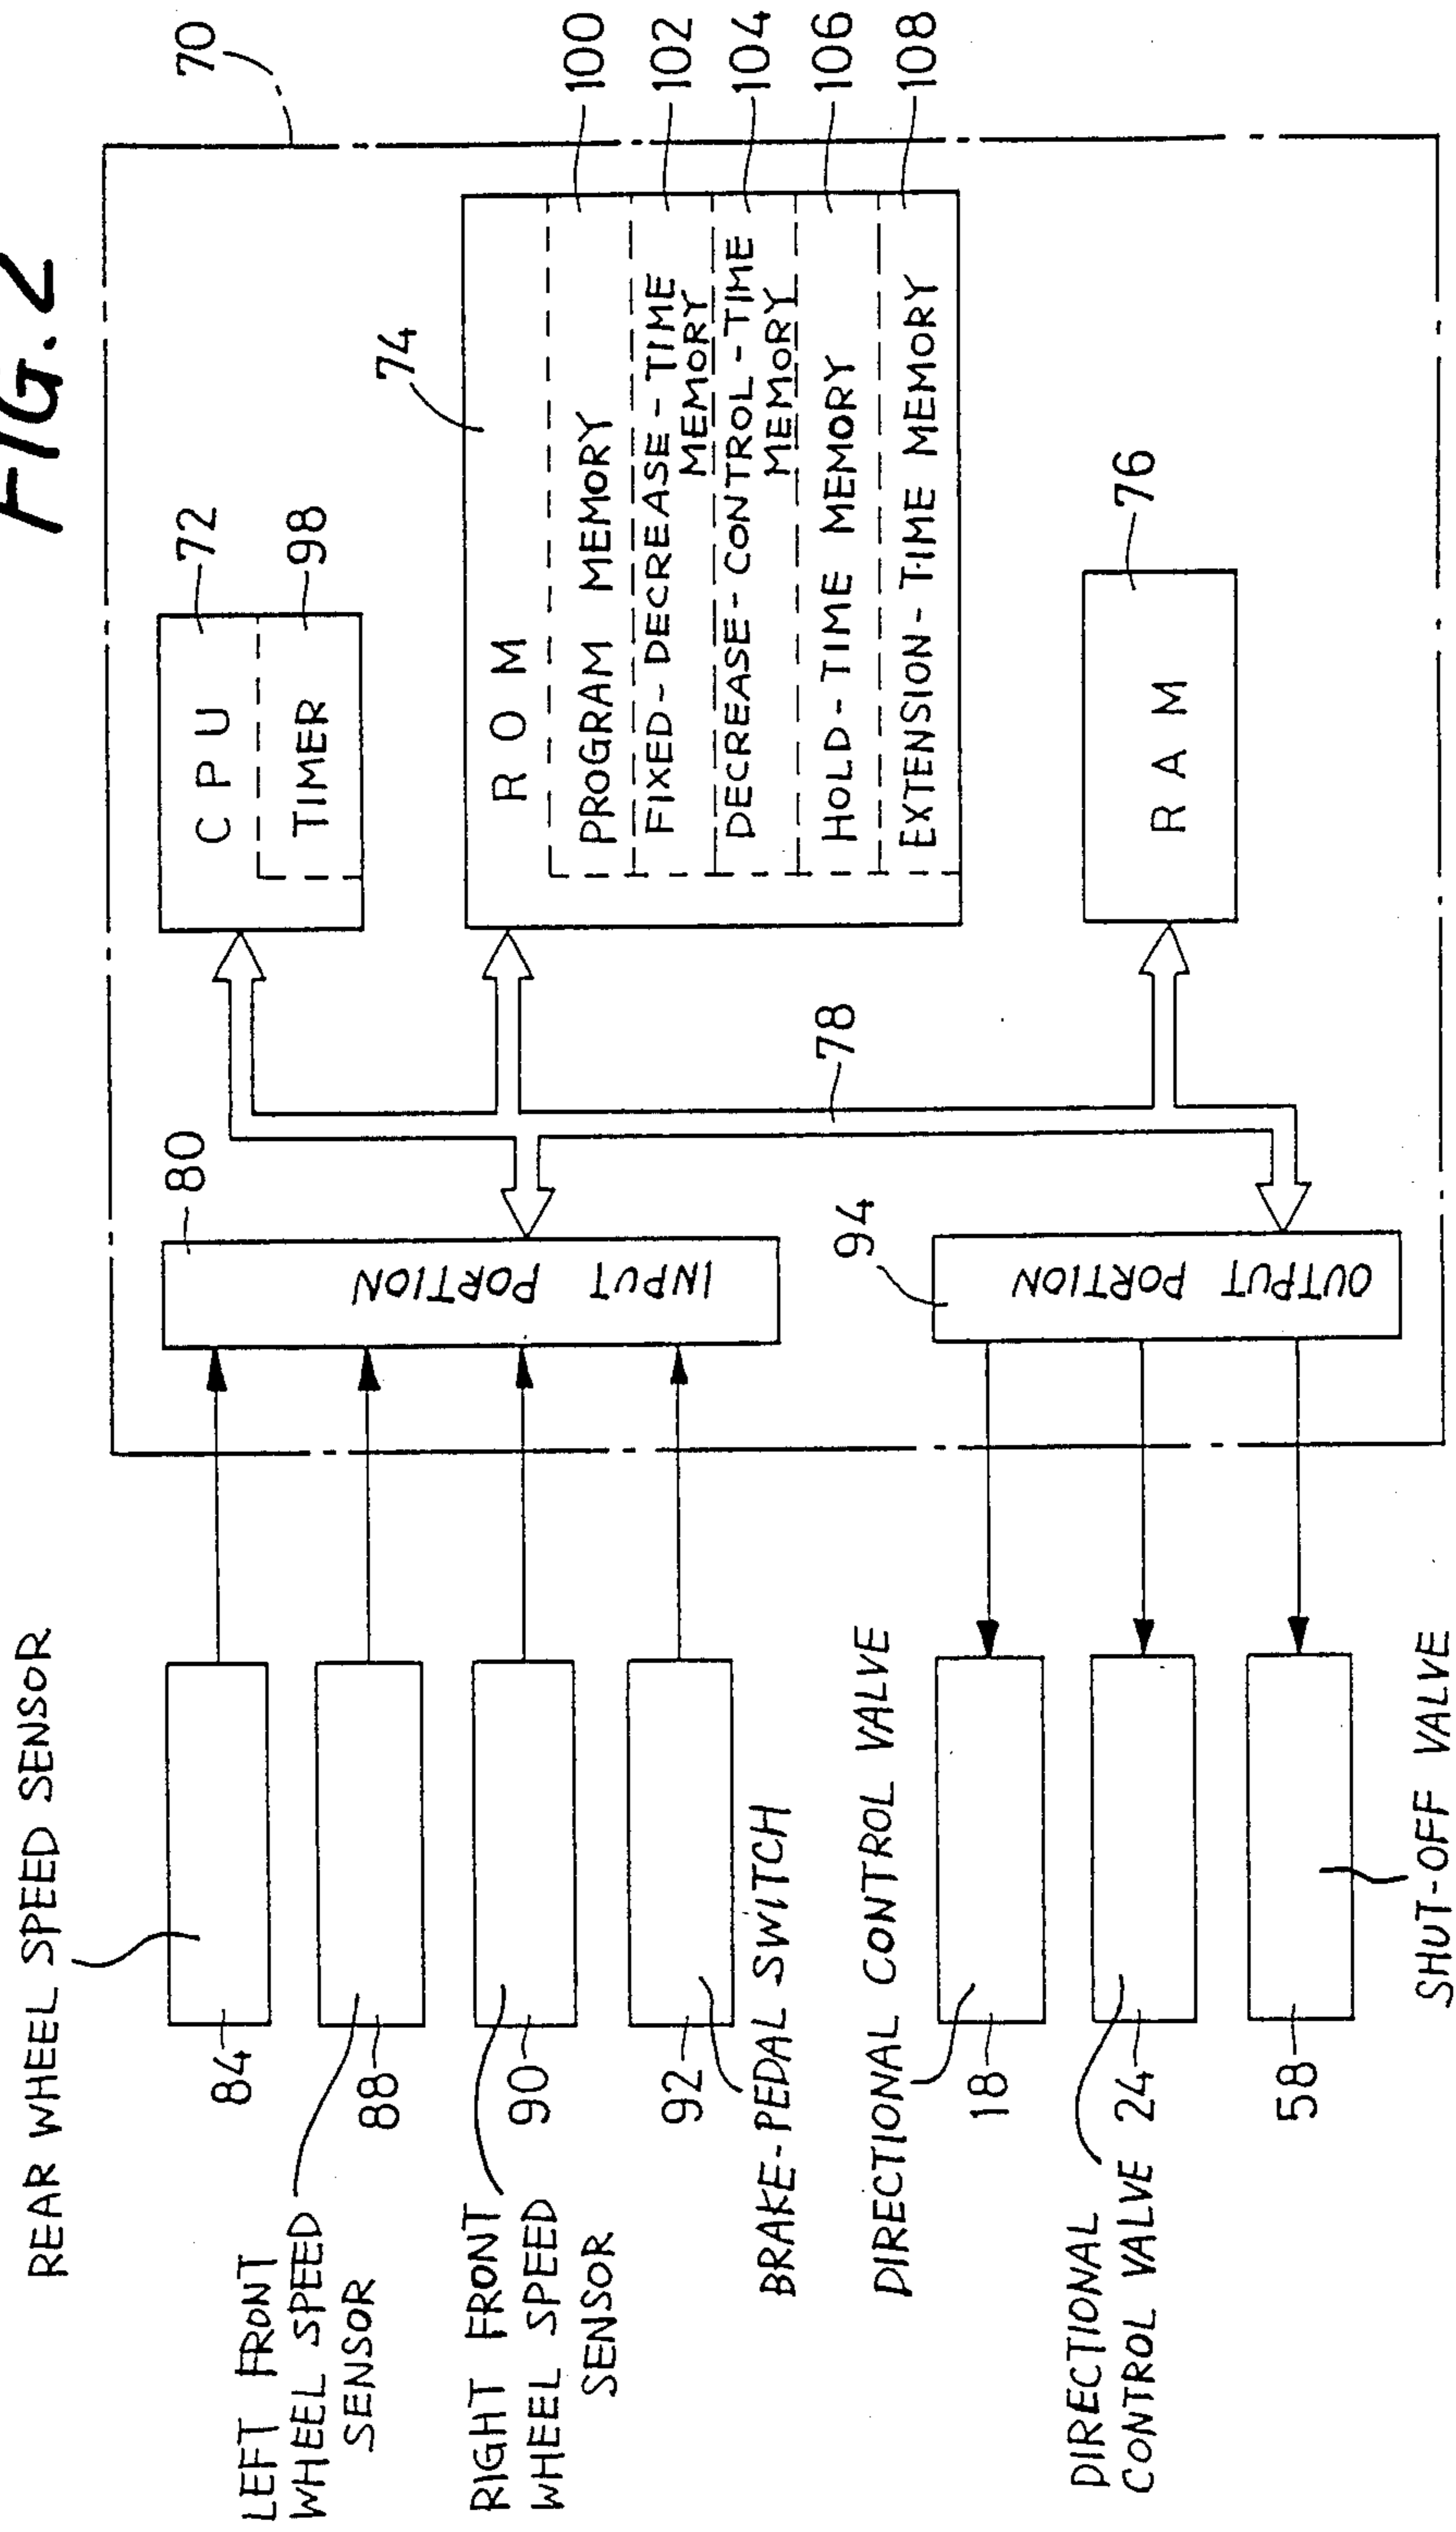 FIG. 2
70
72
CPU
98
TIMER
74
ROM
PROGRAM MEMORY
100
FIXED-DECREASE-TIME
MEMORY
102
DECREASE-CONTROL-TIME
MEMORY
104
HOLD-TIME MEMORY
106
EXTENSION-TIME MEMORY
108
76
RAM
78
80
INPUT PORTION
94
OUTPUT PORTION
REAR WHEEL SPEED SENSOR
84
LEFT FRONT
WHEEL SPEED
SENSOR
88
RIGHT FRONT
WHEEL SPEED
SENSOR
90
92
BRAKE-PEDAL SWITCH
DIRECTIONAL CONTROL VALVE
18
DIRECTIONAL
CONTROL VALVE 24
58
SHUT-OFF VALVE